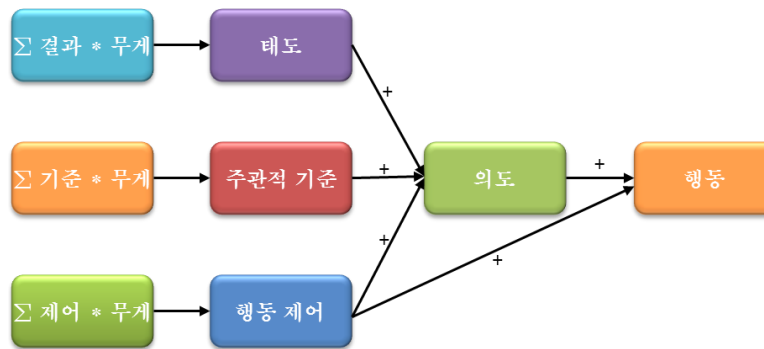 ∑ 결과 * 무게
태도
+
∑ 기준 * 무게
주관적 기준
+
의도
+
행동
+
∑ 제어 * 무게
행동 제어
+